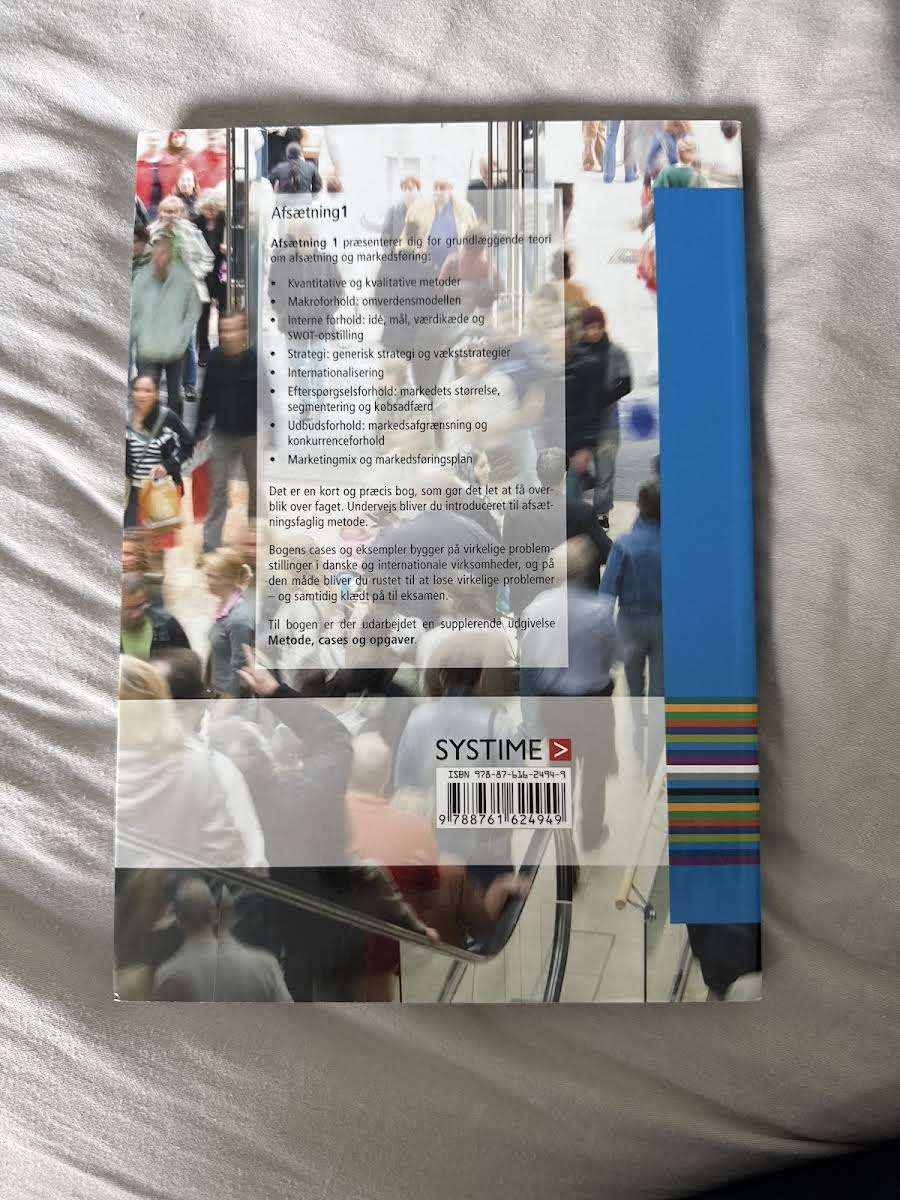 Afsætning1
Afsætning 1 præsenterer dig for grundlæggende teori
om afsætning og markedsføring:
• Kvantitative og kvalitative metoder
• Makroforhold: omverdensmodellen
• Interne forhold: idé, mål, værdikæde og
SWOT-opstilling
• Strategi: generisk strategi og vækststrategier
• Internationalisering
• Efterspørgselsforhold: markedets størrelse,
segmentering og købsadfærd
• Udbudsforhold: markedsafgrænsning og
konkurrenceforhold
• Marketingmix og markedsføringsplan
Det er en kort og præcis bog, som gør det let at få over-
blik over faget. Undervejs bliver du introduceret til afsæt-
ningsfaglig metode.
Bogens cases og eksempler bygger på virkelige problem-
stillinger i danske og internationale virksomheder, og på
den måde bliver du rustet til at løse virkelige problemer
– og samtidig klædt på til eksamen.
Til bogen er der udarbejdet en supplerende udgivelse
Metode, cases og opgaver.
SYSTIME >
ISBN 978-87-616-2494-9
9 788761 624949